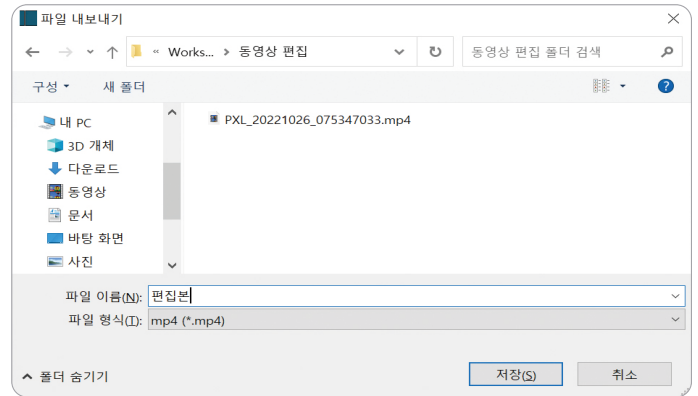 파일 내보내기
« Works... > 동영상 편집
동영상 편집 폴더 검색
구성
새 폴더
내 PC
3D 개체
다운로드
동영상
문서
바탕 화면
사진
PXL_20221026_075347033.mp4
파일 이름(N): 편집본
파일 형식(T): mp4 (*.mp4)
폴더 숨기기
저장(S)
취소